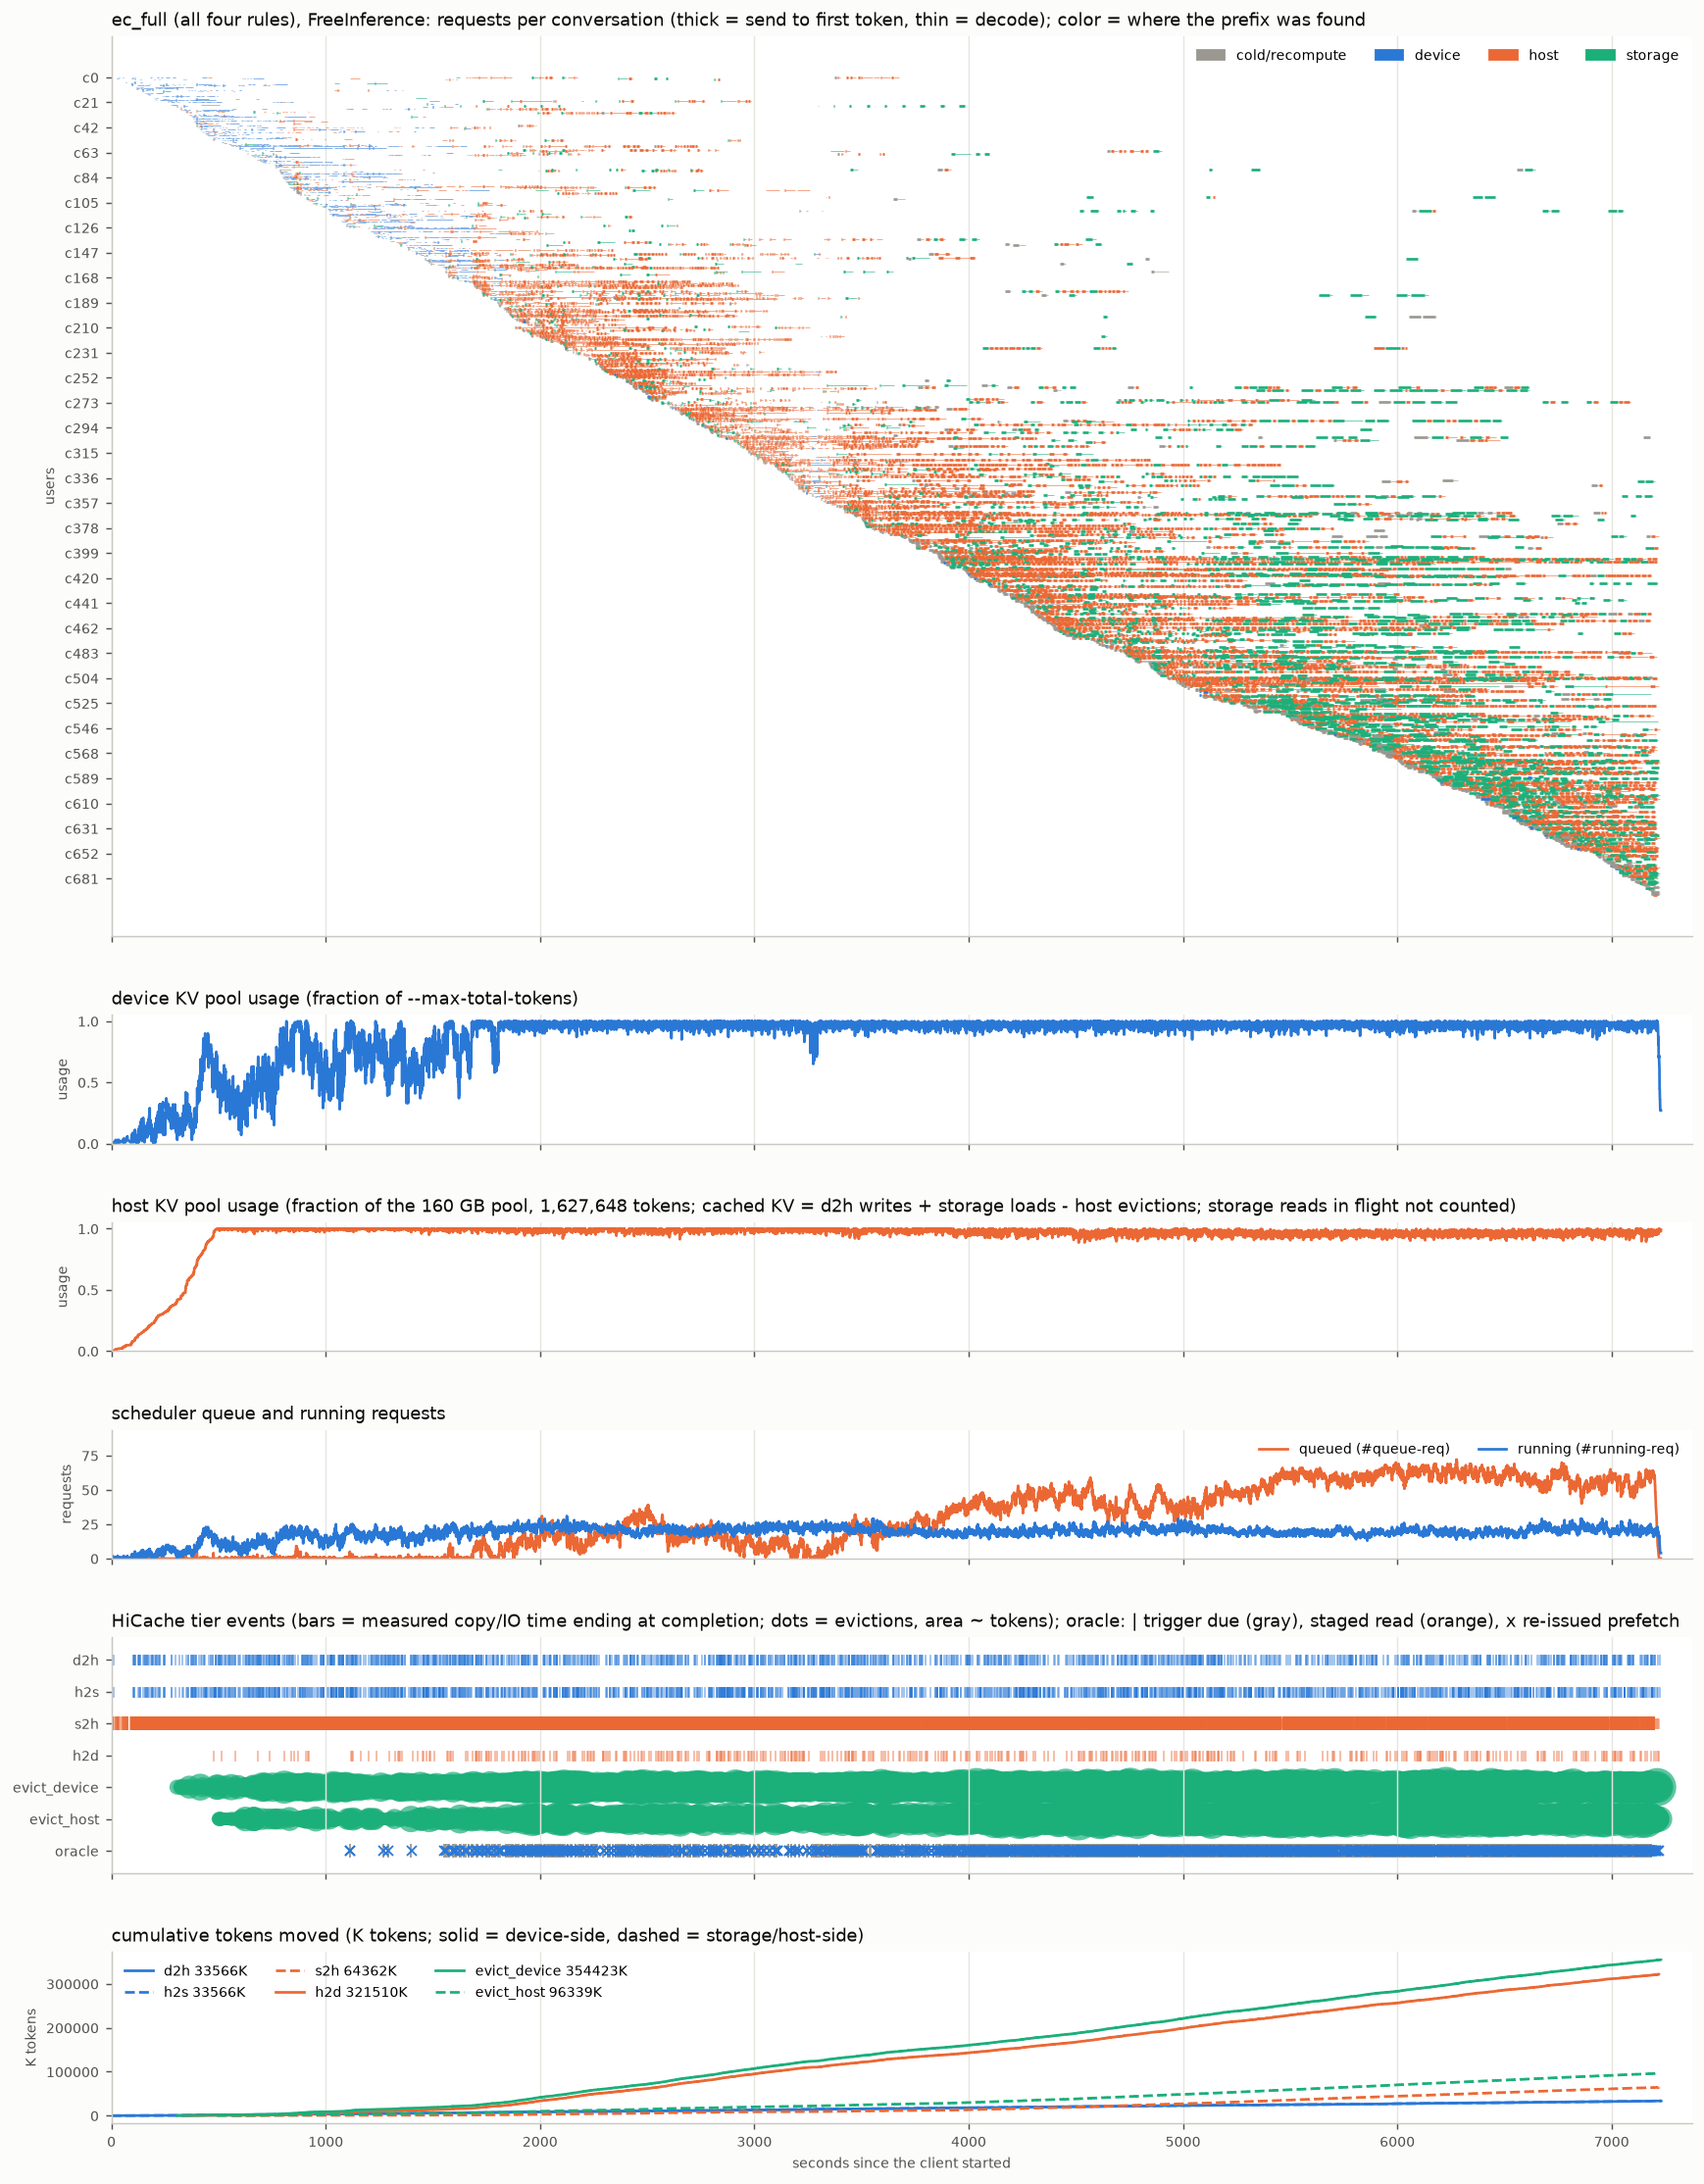 ec_full (all four rules), FreeInference: requests per conversation (thick = send to first token, thin = decode); color = where the prefix was found
cold/recompute device host storage
c0
c21
c42
c63
c84
c105
c126
c147
c168
c189
c210
c231
c252
c273
c294
c315
c336
c357
c378
c399
c420
c441
c462
c483
c504
c525
c546
c568
c589
c610
c631
c652
c681
users
device KV pool usage (fraction of --max-total-tokens)
1.0
0.5
0.0
usage
host KV pool usage (fraction of the 160 GB pool, 1,627,648 tokens; cached KV = d2h writes + storage loads - host evictions; storage reads in flight not counted)
1.0
0.5
0.0
usage
scheduler queue and running requests
queued (#queue-req) running (#running-req)
75
50
25
0
requests
HiCache tier events (bars = measured copy/IO time ending at completion; dots = evictions, area ~ tokens); oracle: | trigger due (gray), staged read (orange), x re-issued prefetch
d2h
h2s
s2h
h2d
evict_device
evict_host
oracle
cumulative tokens moved (K tokens; solid = device-side, dashed = storage/host-side)
d2h 33566K s2h 64362K evict_device 354423K
h2s 33566K h2d 321510K evict_host 96339K
300000
200000
100000
0
K tokens
0 1000 2000 3000 4000 5000 6000 7000
seconds since the client started